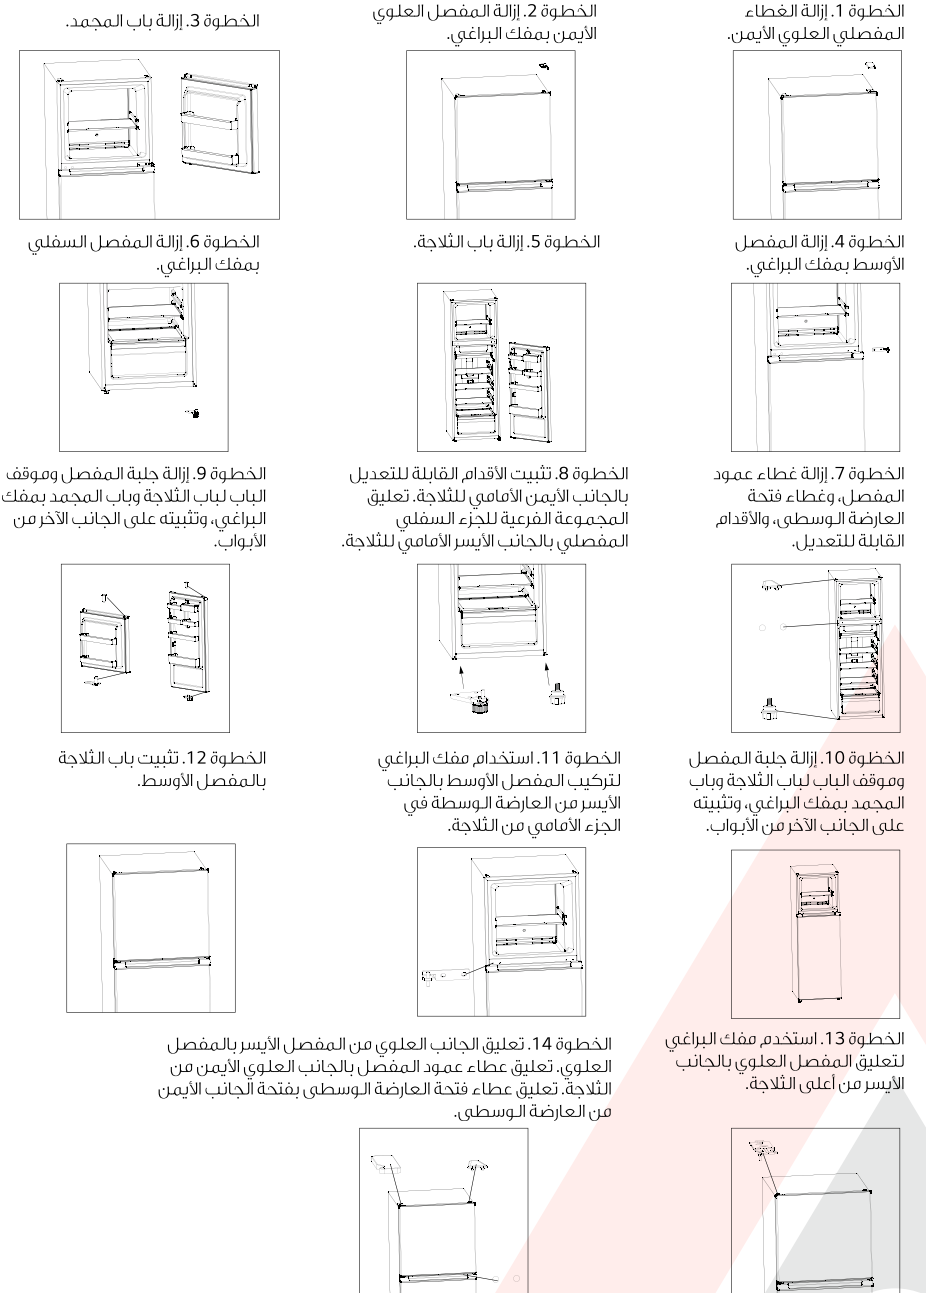 الخطوة 1. إزالة الغطاء
المفصلي العلوي الأيمن.
الخطوة 2. إزالة المفصل العلوي
الأيمن بمفك البراغي.
الخطوة 3. إزالة باب المجمد.
الخطوة 4. إزالة المفصل
الأوسط بمفك البراغي.
الخطوة 5. إزالة باب الثلاجة.
الخطوة 6. إزالة المفصل السفلي
بمفك البراغي.
الخطوة 7. إزالة غطاء عمود
المفصل، وغطاء فتحة
العارضة الوسطى، والأقدام
القابلة للتعديل.
الخطوة 8. تثبيت الأقدام القابلة للتعديل
بالجانب الأيمن الأمامي للثلاجة. تعليق
المجموعة الفرعية للجزء السفلي
المفصلي بالجانب الأيسر الأمامي للثلاجة.
الخطوة 9. إزالة جلبة المفصل وموقف
الباب لباب الثلاجة وباب المجمد بمفك
البراغي، وتثبيته على الجانب الآخر من
الأبواب.
الخظوة 10. إزالة جلبة المفصل
وموقف الباب لباب الثلاجة وباب
المجمد بمفك البراغي، وتثبيته
على الجانب الآخر من الأبواب.
الخطوة 11. استخدام مفك البراغي
لتركيب المفصل الأوسط بالجانب
الأيسر من العارضة الوسطة في
الجزء الأمامي من الثلاجة.
الخطوة 12. تثبيت باب الثلاجة
بالمفصل الأوسط.
الخطوة 13. استخدم مفك البراغي
لتعليق المفصل العلوي بالجانب
الأيسر من أعلى الثلاجة.
الخطوة 14. تعليق الجانب العلوي من المفصل الأيسر بالمفصل
العلوي. تعليق عطاء عمود المفصل بالجانب العلوي الأيمن من
الثلاجة. تعليق عطاء فتحة العارضة الوسطى بفتحة الجانب الأيمن
من العارضة الوسطى.